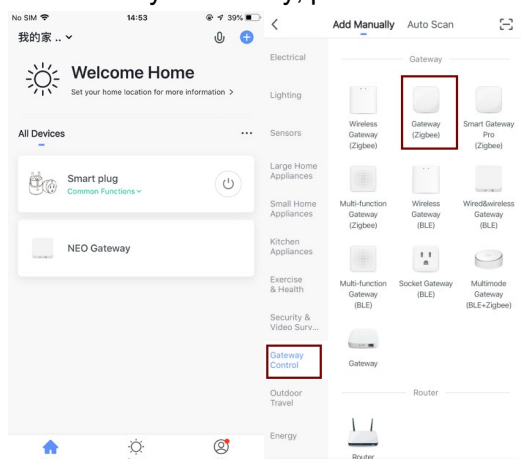 No SIM 14:53 39%
我的家 ..
Welcome Home
Set your home location for more information >
All Devices
...
Smart plug
Common Functions
NEO Gateway
Add Manually Auto Scan
Electrical
Lighting
Sensors
Large Home
Appliances
Small Home
Appliances
Kitchen
Appliances
Exercise
& Health
Security &
Video Surv...
Gateway
Control
Outdoor
Travel
Energy
Gateway
Wireless
Gateway
(Zigbee)
Gateway
(Zigbee)
Smart Gateway
Pro
(Zigbee)
Multi-function
Gateway
(Zigbee)
Wireless
Gateway
(BLE)
Wired&wireless
Gateway
(BLE)
Multi-function
Gateway
(BLE)
Socket Gateway
(BLE)
Multimode
Gateway
(BLE+Zigbee)
Gateway
Router
Router